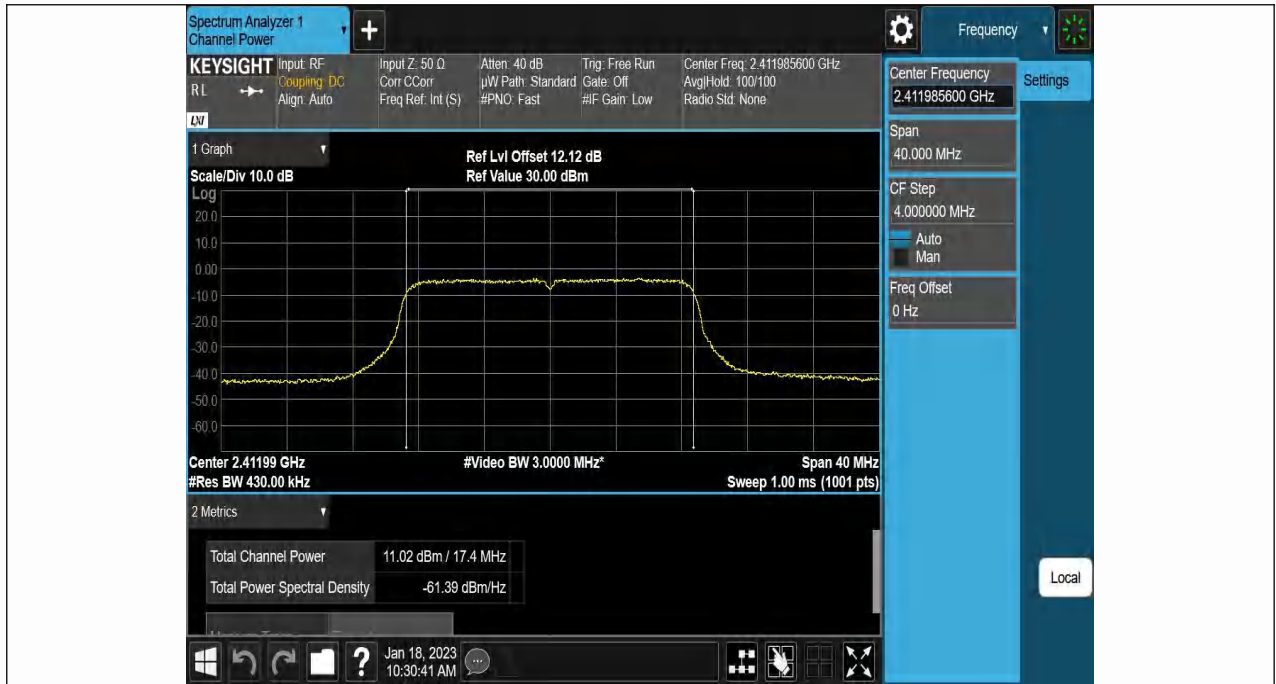 Spectrum Analyzer 1
Channel Power
+
Frequency
KEYSIGHT
RL
LXI
Input: RF
Coupling: DC
Align: Auto
Input Z: 50 Ω
Corr CCorr
Freq Ref: Int (S)
Atten: 40 dB
µW Path: Standard
#PNO: Fast
Trig: Free Run
Gate: Off
#IF Gain: Low
Center Freq: 2.411985600 GHz
Avg|Hold: 100/100
Radio Std: None
Center Frequency
2.411985600 GHz
Settings
Span
40.000 MHz
CF Step
4.000000 MHz
Auto
Man
Freq Offset
0 Hz
1 Graph
Ref Lvl Offset 12.12 dB
Scale/Div 10.0 dB
Ref Value 30.00 dBm
Log
20.0
10.0
0.00
-10.0
-20.0
-30.0
-40.0
-50.0
-60.0
Center 2.41199 GHz
#Video BW 3.0000 MHz*
Span 40 MHz
#Res BW 430.00 kHz
Sweep 1.00 ms (1001 pts)
2 Metrics
Total Channel Power 11.02 dBm / 17.4 MHz
Total Power Spectral Density -61.39 dBm/Hz
Local
?
Jan 18, 2023
10:30:41 AM